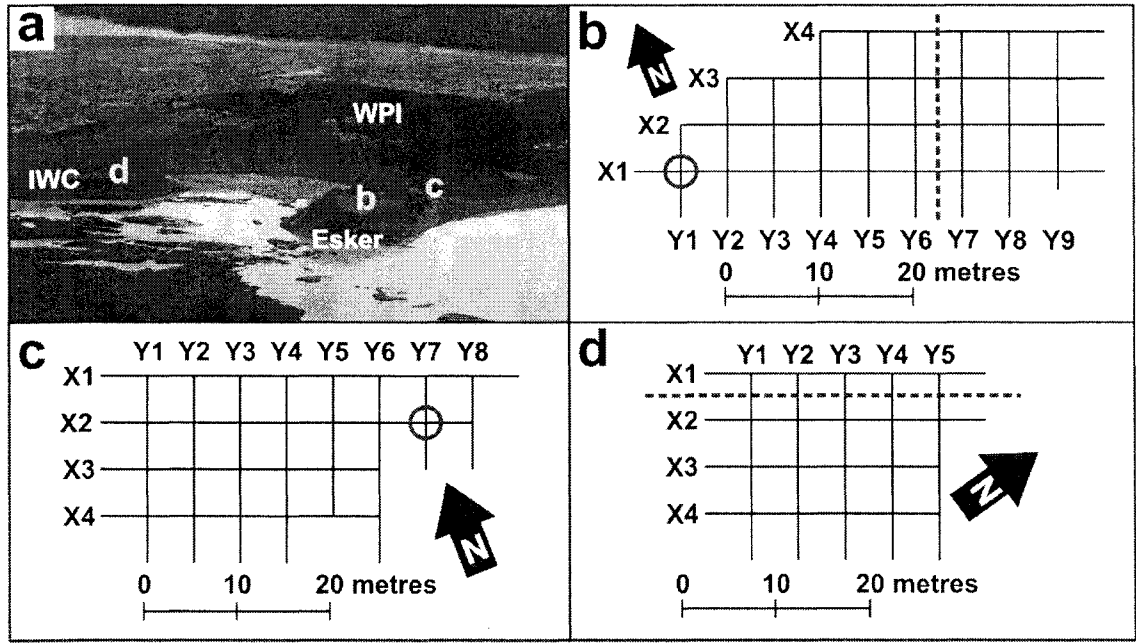 a
WPI
IWC d
b c
Esker
b
N
X4
X3
X2
X1
Y1 Y2 Y3 Y4 Y5 Y6 Y7 Y8 Y9
0 10 20 metres
c
Y1 Y2 Y3 Y4 Y5 Y6 Y7 Y8
X1
X2
X3
X4
N
0 10 20 metres
d
Y1 Y2 Y3 Y4 Y5
X1
X2
X3
X4
N
0 10 20 metres